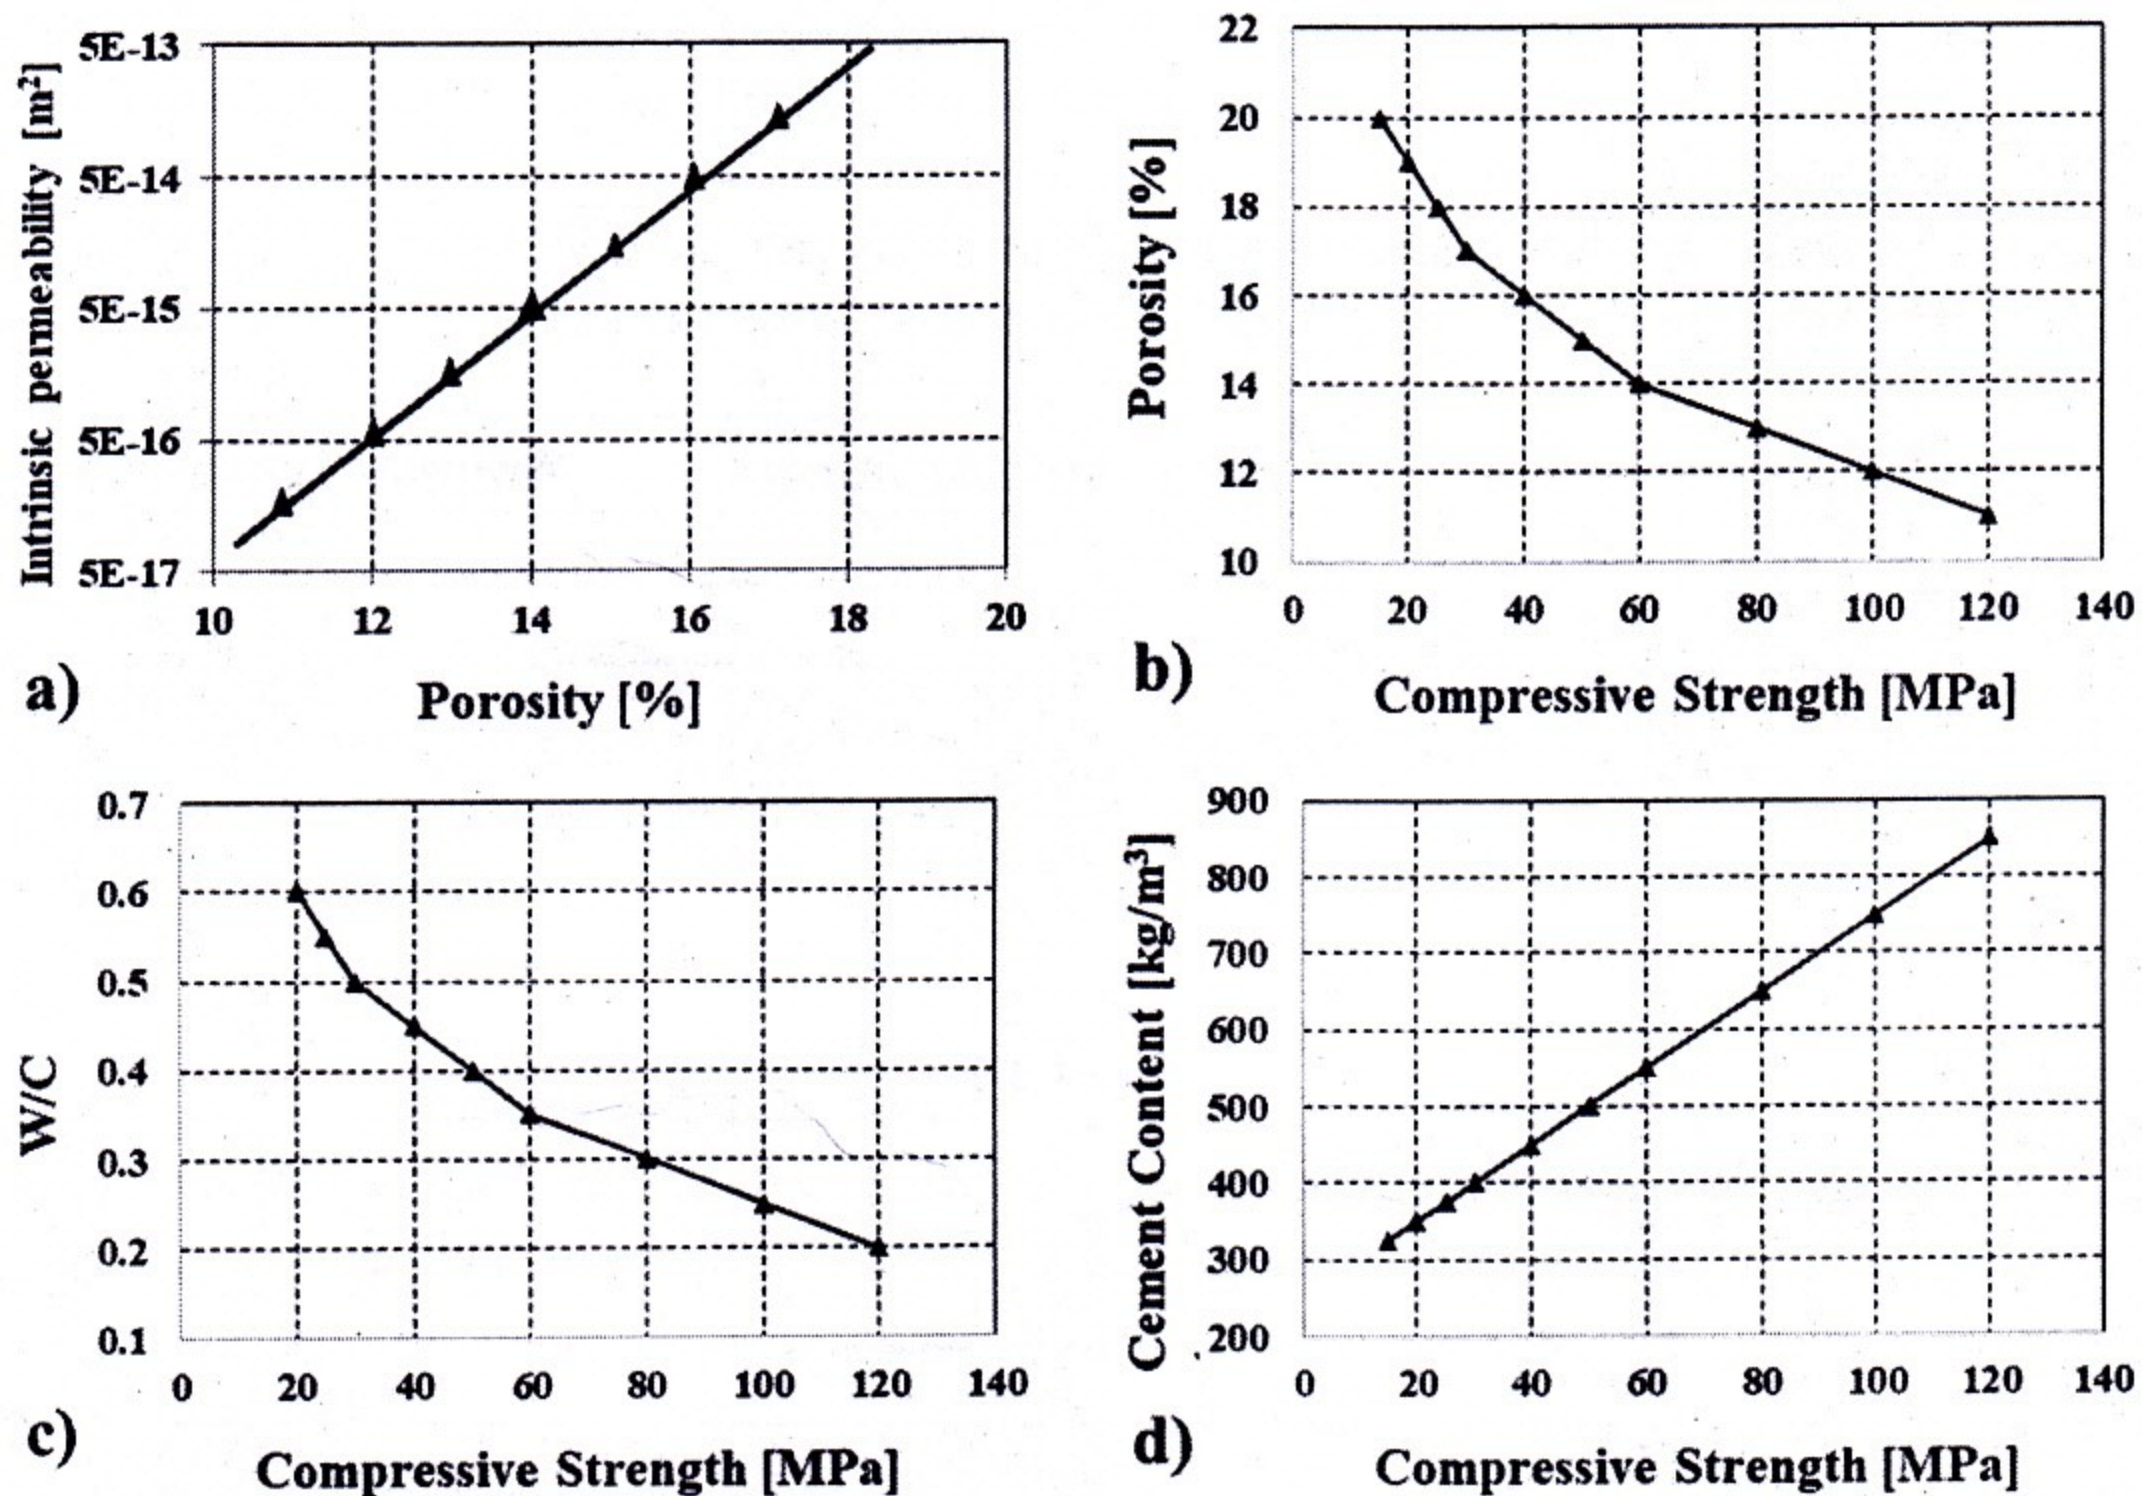 Intrinsic permeability [m²]
5E-13
5E-14
5E-15
5E-16
5E-17
10 12 14 16 18 20
a)
Porosity [%]
Porosity [%]
22
20
18
16
14
12
10
0 20 40 60 80 100 120 140
b)
Compressive Strength [MPa]
W/C
0.7
0.6
0.5
0.4
0.3
0.2
0.1
0 20 40 60 80 100 120 140
c)
Compressive Strength [MPa]
Cement Content [kg/m³]
900
800
700
600
500
400
300
200
0 20 40 60 80 100 120 140
d)
Compressive Strength [MPa]